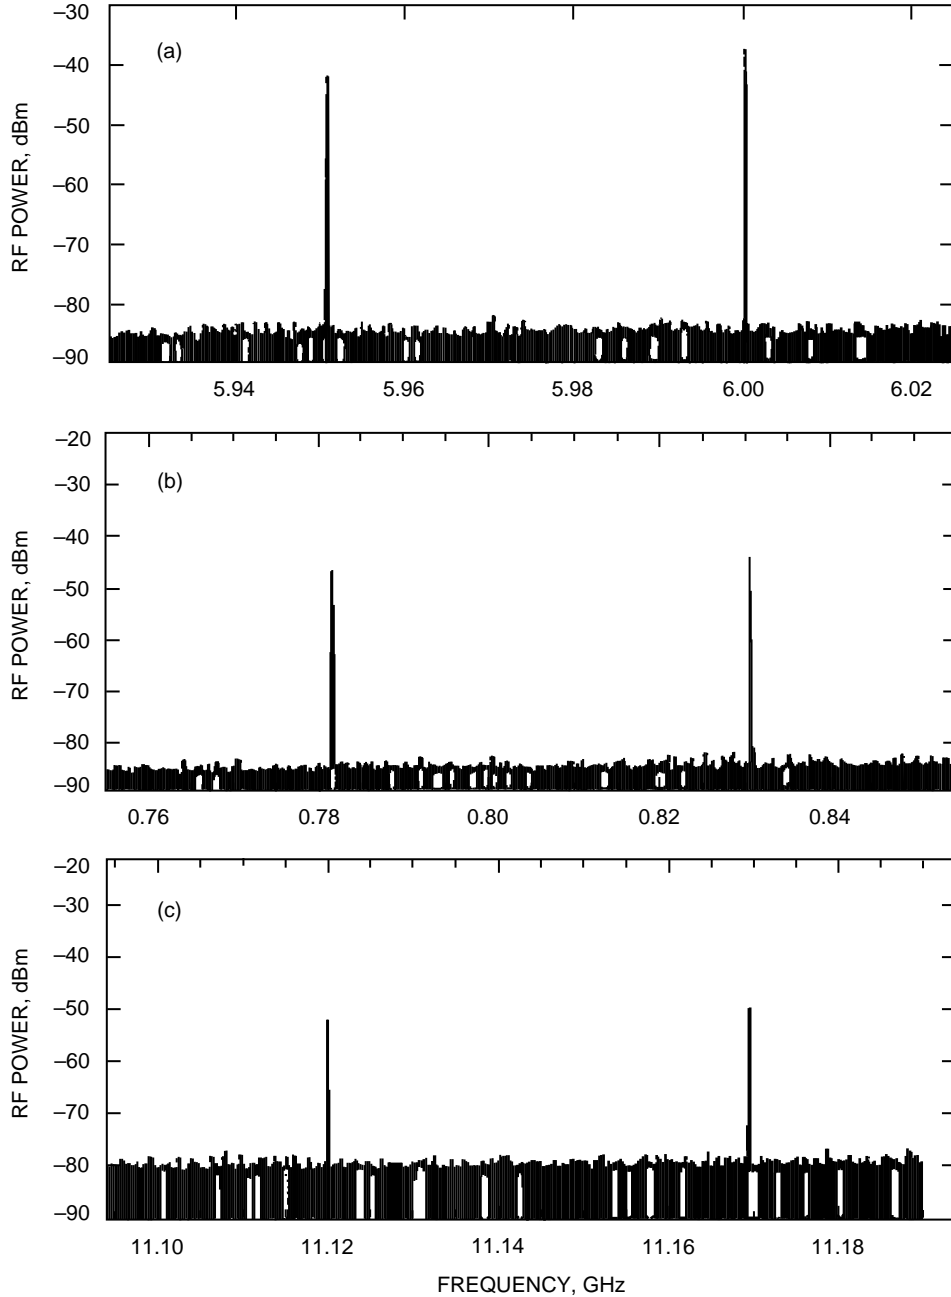 –30
(a)
–40
–50
–60
–70
–80
–90
RF POWER, dBm
5.94 5.96 5.98 6.00 6.02
–20
–30
(b)
–40
–50
–60
–70
–80
–90
RF POWER, dBm
0.76 0.78 0.80 0.82 0.84
–20
–30
(c)
–40
–50
–60
–70
–80
–90
RF POWER, dBm
11.10 11.12 11.14 11.16 11.18
FREQUENCY, GHz